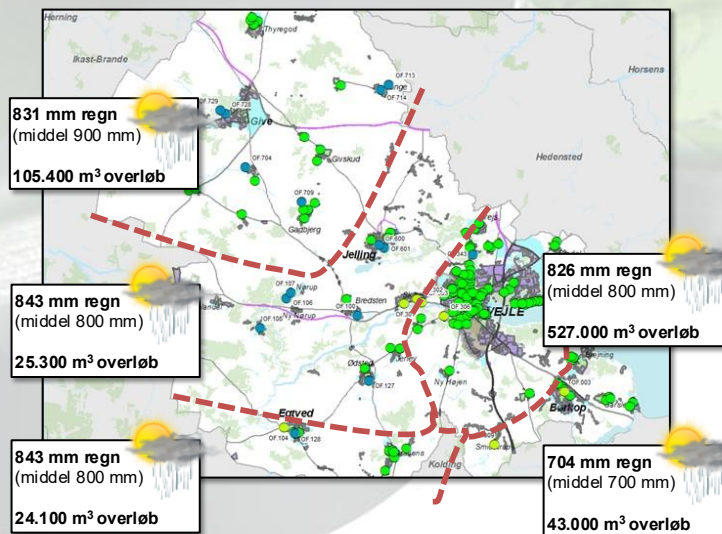 Herning
Thyregod
Ikast-Brande
Horsens
OF.713
OF.714
OF.729
OF.728
Give
831 mm regn
(middel 900 mm)
105.400 m³ overløb
OF.704
Givskud
Hedensted
OF.709
Gadbjerg
OF.600
Jelling
OF.601
826 mm regn
(middel 800 mm)
527.000 m³ overløb
843 mm regn
(middel 800 mm)
25.300 m³ overløb
OF.107
Nørup
OF.106
Ny Nørup
OF.100
Bredsten
OF.105
OF.306
VEJLE
Ødsted
OF.127
Ny Højen
OF.003
Børkop
Egtved
OF.104
OF.128
Kolding
843 mm regn
(middel 800 mm)
24.100 m³ overløb
704 mm regn
(middel 700 mm)
43.000 m³ overløb